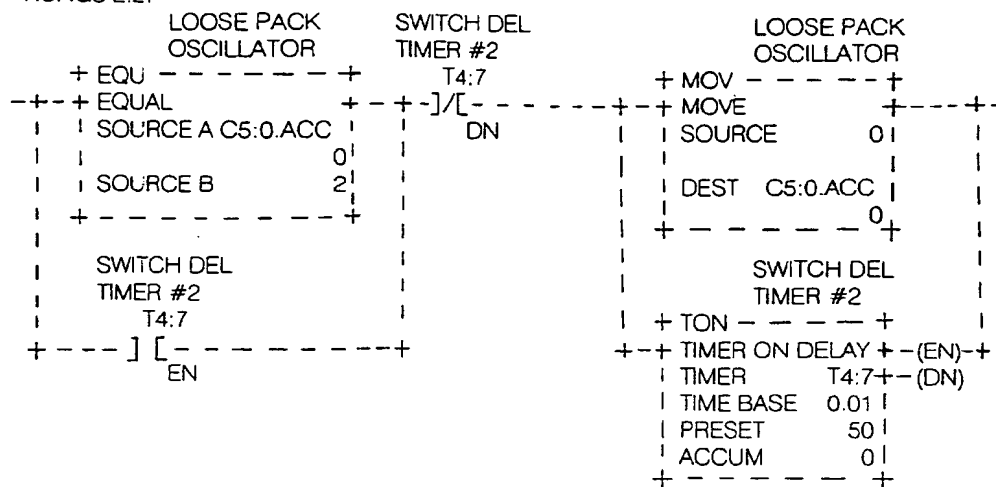 LOOSE PACK
OSCILLATOR
SWITCH DEL
TIMER #2
T4:7
LOOSE PACK
OSCILLATOR
EQU
EQUAL
]/[
DN
MOV
MOVE
SOURCE A C5:0.ACC
0
SOURCE B 2
SOURCE 0
DEST C5:0.ACC
0
SWITCH DEL
TIMER #2
T4:7
] [
EN
SWITCH DEL
TIMER #2
TON
TIMER ON DELAY (EN)
TIMER T4:7 (DN)
TIME BASE 0.01
PRESET 50
ACCUM 0